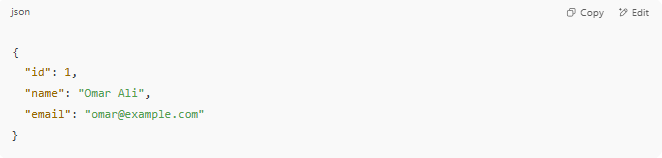 json Copy Edit
{
  "id": 1,
  "name": "Omar Ali",
  "email": "omar@example.com"
}